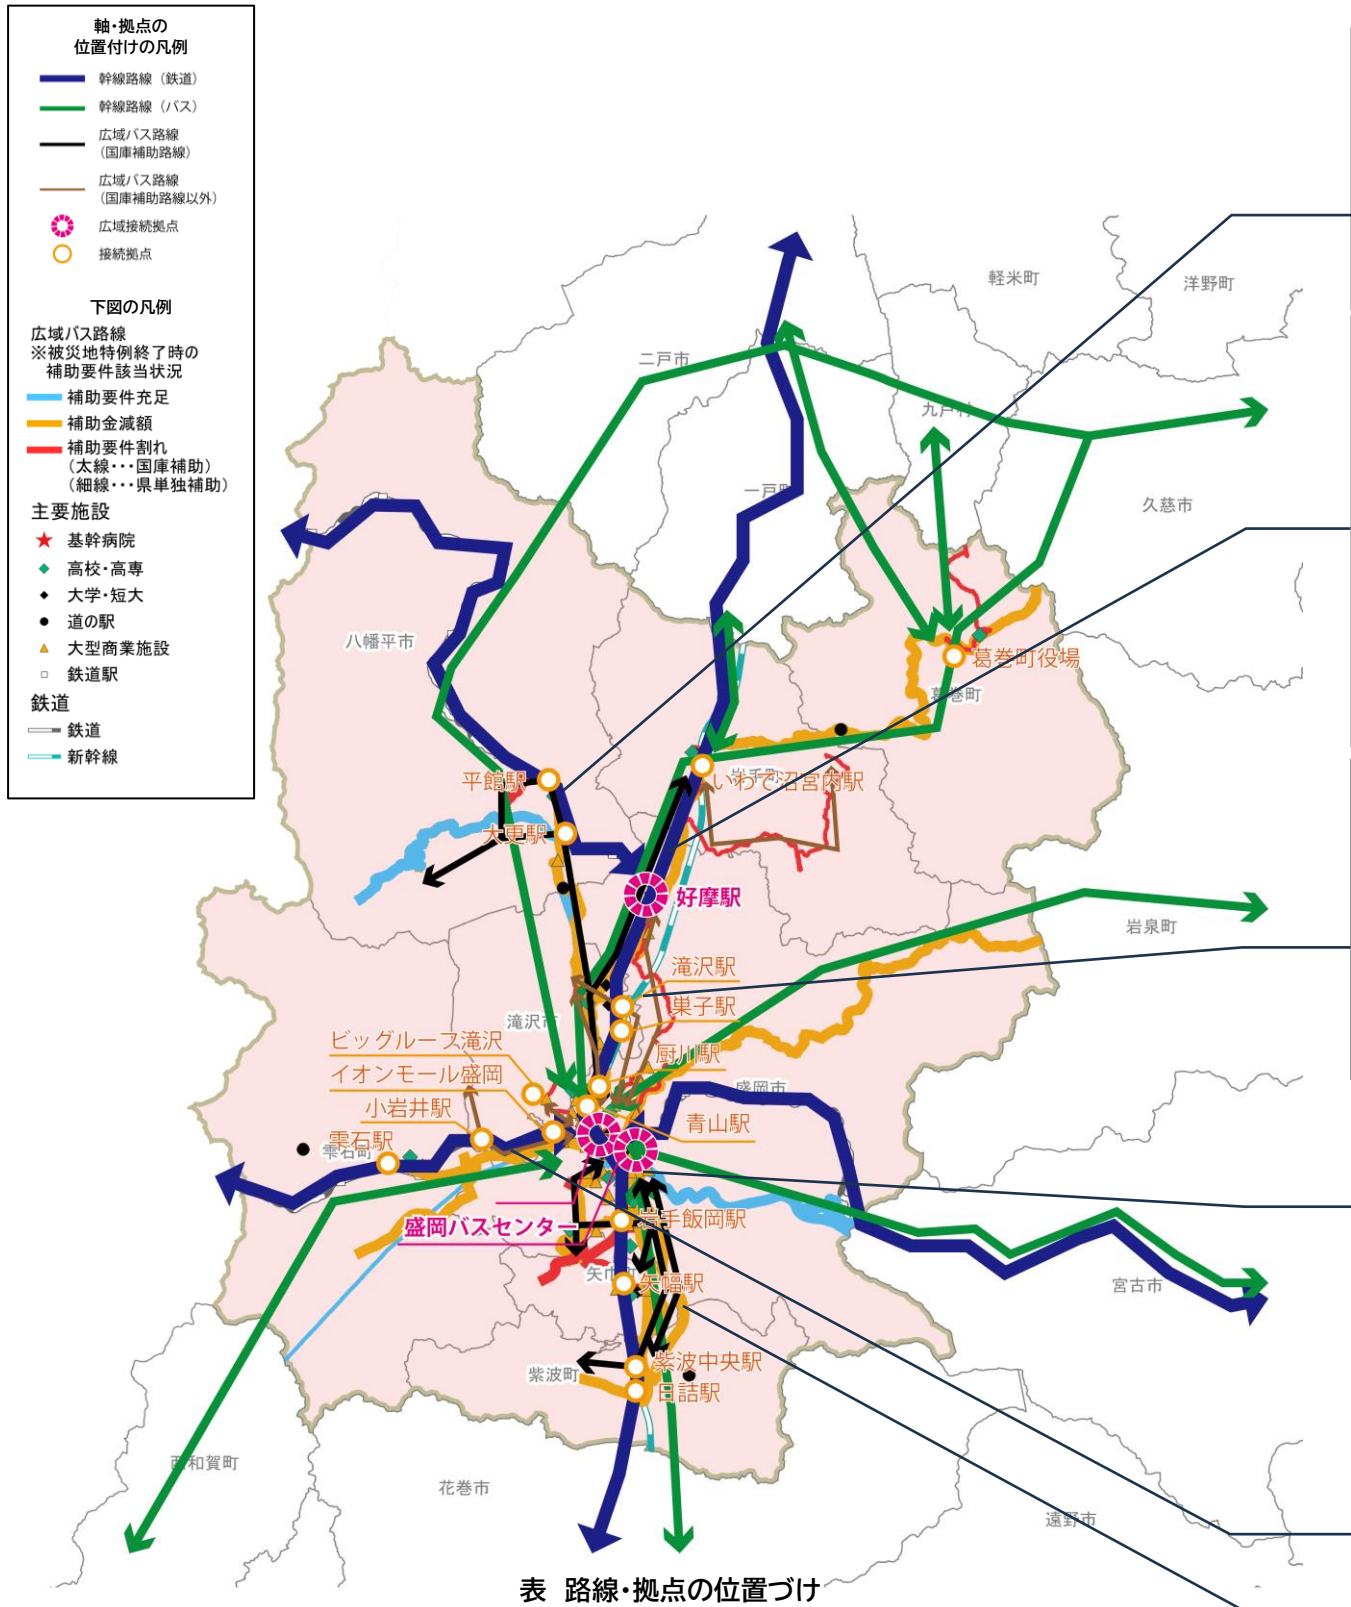 軸・拠点の
位置付けの凡例
幹線路線（鉄道）
幹線路線（バス）
広域バス路線
（国庫補助路線）
広域バス路線
（国庫補助路線以外）
広域接続拠点
接続拠点
下図の凡例
広域バス路線
※被災地特例終了時の
補助要件該当状況
補助要件充足
補助金減額
補助要件割れ
（太線・・・国庫補助）
（細線・・・県単独補助）
主要施設
基幹病院
高校・高専
大学・短大
道の駅
大型商業施設
鉄道駅
鉄道
鉄道
新幹線
軽米町
洋野町
二戸市
九戸村
一戸町
久慈市
八幡平市
葛巻町役場
葛巻町
平館駅
岩手町
いわて沼宮内駅
大更駅
好摩駅
岩泉町
滝沢駅
巣子駅
滝沢市
ビッグルーフ滝沢
厨川駅
イオンモール盛岡
盛岡市
小岩井駅
青山駅
雫石駅
雫石町
盛岡バスセンター
岩手飯岡駅
矢巾町
矢幅駅
宮古市
紫波中央駅
紫波町
日詰駅
西和賀町
花巻市
遠野市
表 路線・拠点の位置づけ